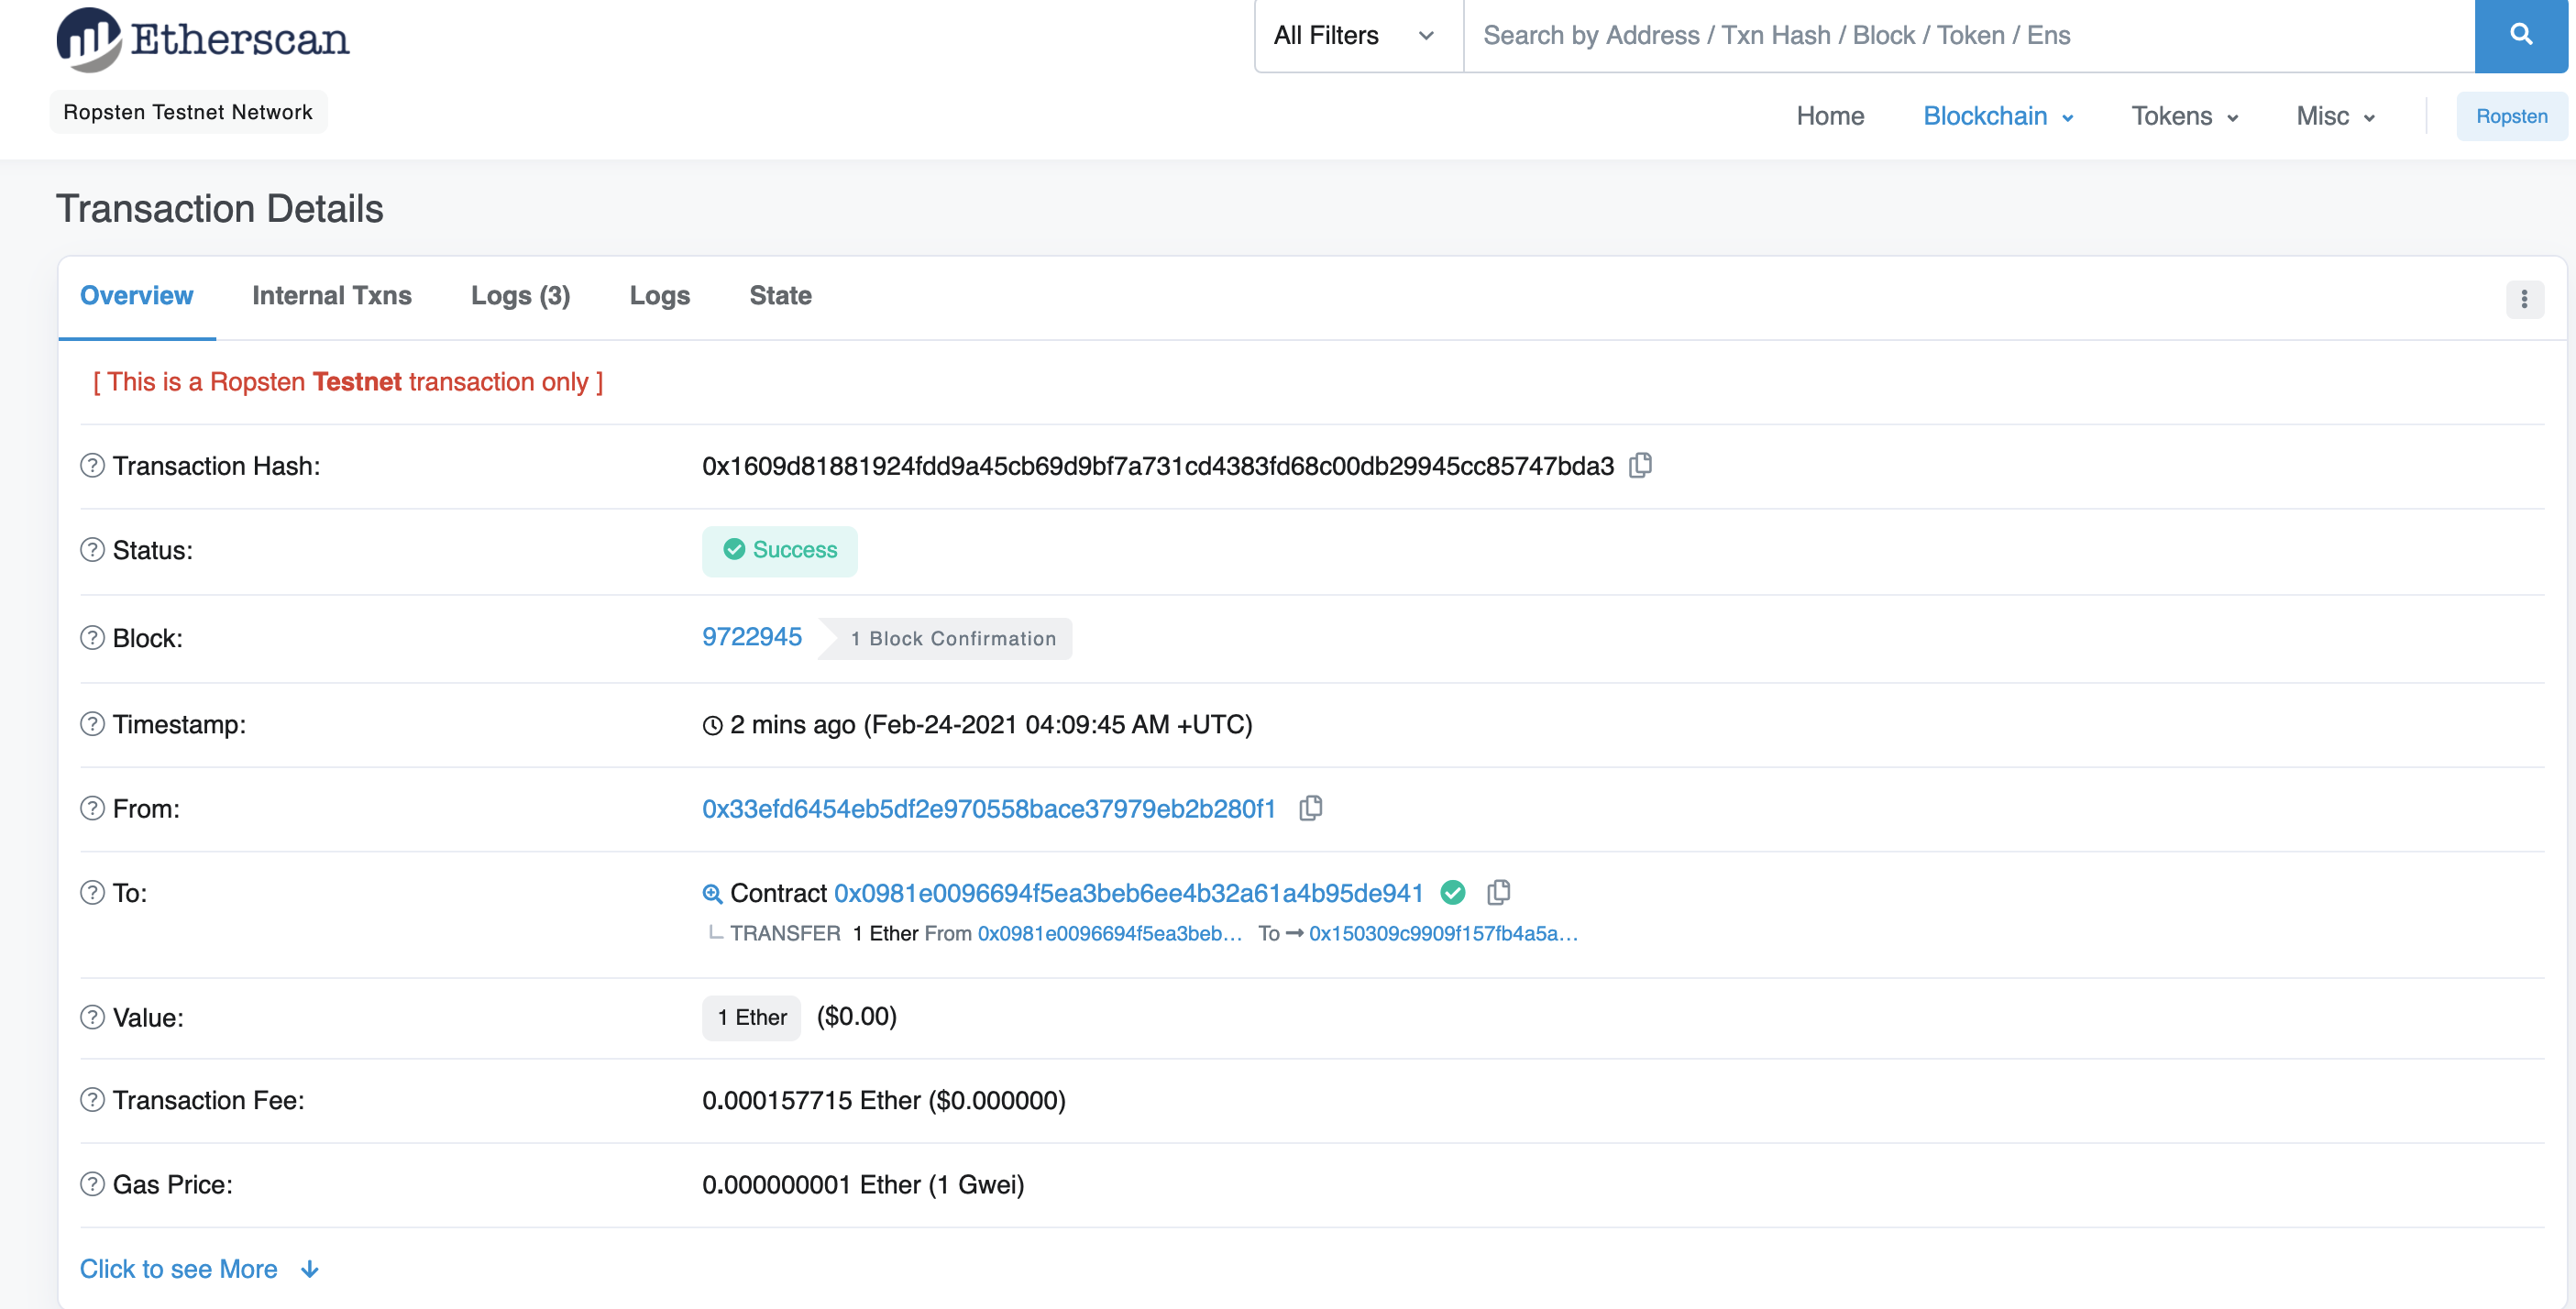 Etherscan
All Filters
Search by Address / Txn Hash / Block / Token / Ens
Ropsten Testnet Network
Home
Blockchain
Tokens
Misc
Ropsten
Transaction Details
Overview
Internal Txns
Logs (3)
Logs
State
[ This is a Ropsten Testnet transaction only ]
Transaction Hash:
0x1609d81881924fdd9a45cb69d9bf7a731cd4383fd68c00db29945cc85747bda3
Status:
Success
Block:
9722945
1 Block Confirmation
Timestamp:
2 mins ago (Feb-24-2021 04:09:45 AM +UTC)
From:
0x33efd6454eb5df2e970558bace37979eb2b280f1
To:
Contract 0x0981e0096694f5ea3beb6ee4b32a61a4b95de941
TRANSFER 1 Ether From 0x0981e0096694f5ea3beb... To → 0x150309c9909f157fb4a5a...
Value:
1 Ether ($0.00)
Transaction Fee:
0.000157715 Ether ($0.000000)
Gas Price:
0.000000001 Ether (1 Gwei)
Click to see More